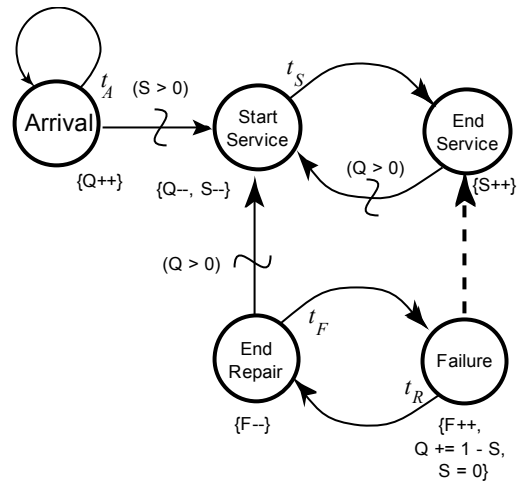 t_A
(S > 0)
Arrival
{Q++}
Start
Service
{Q--, S--}
t_S
End
Service
{S++}
(Q > 0)
(Q > 0)
End
Repair
{F--}
t_F
t_R
Failure
{F++,
Q += 1 - S,
S = 0}